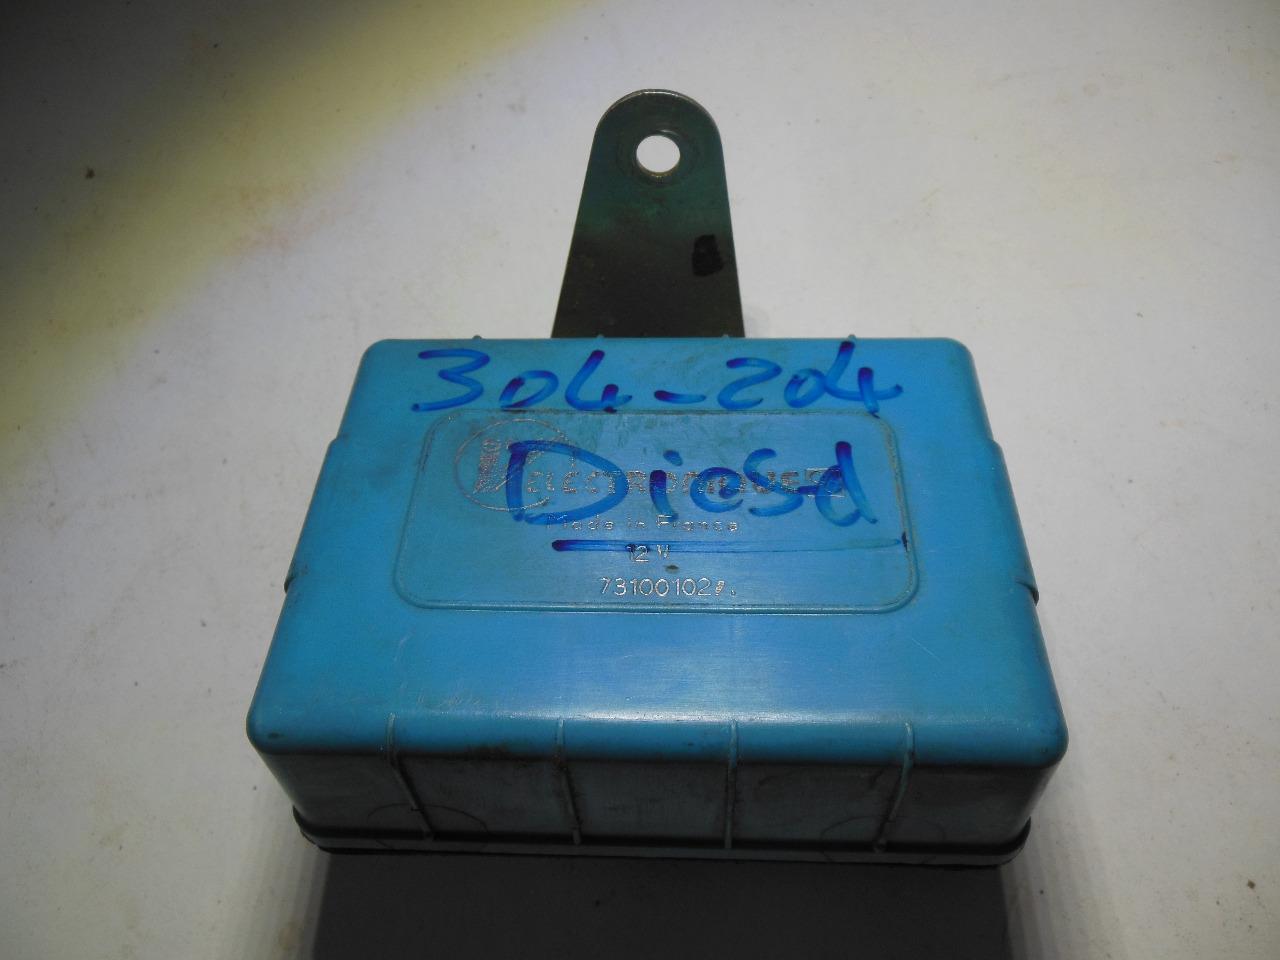 304-204
Diesel
ELECTRONIQUE
Made in France
12 V
73100102